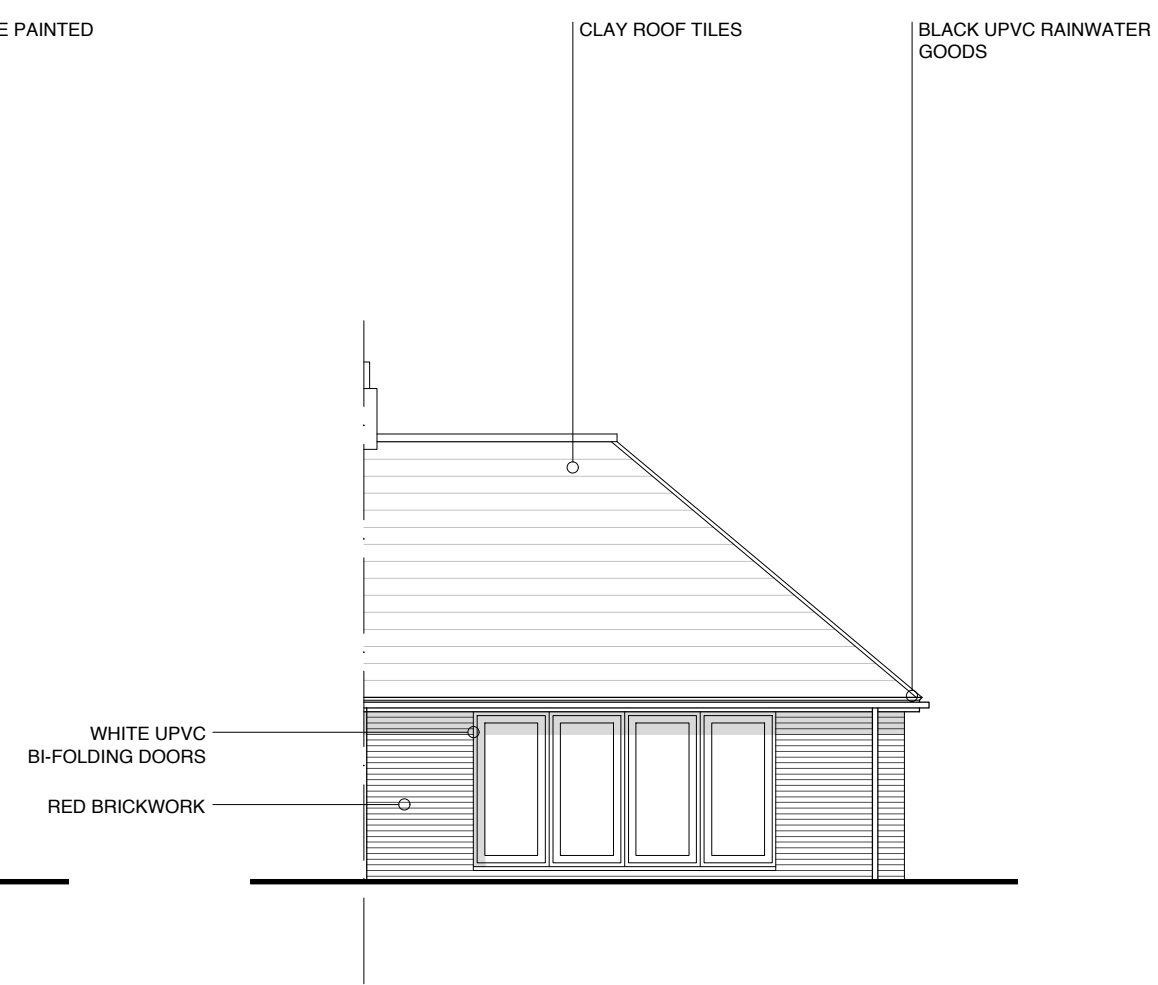 E PAINTED
CLAY ROOF TILES
BLACK UPVC RAINWATER
GOODS
WHITE UPVC
BI-FOLDING DOORS
RED BRICKWORK